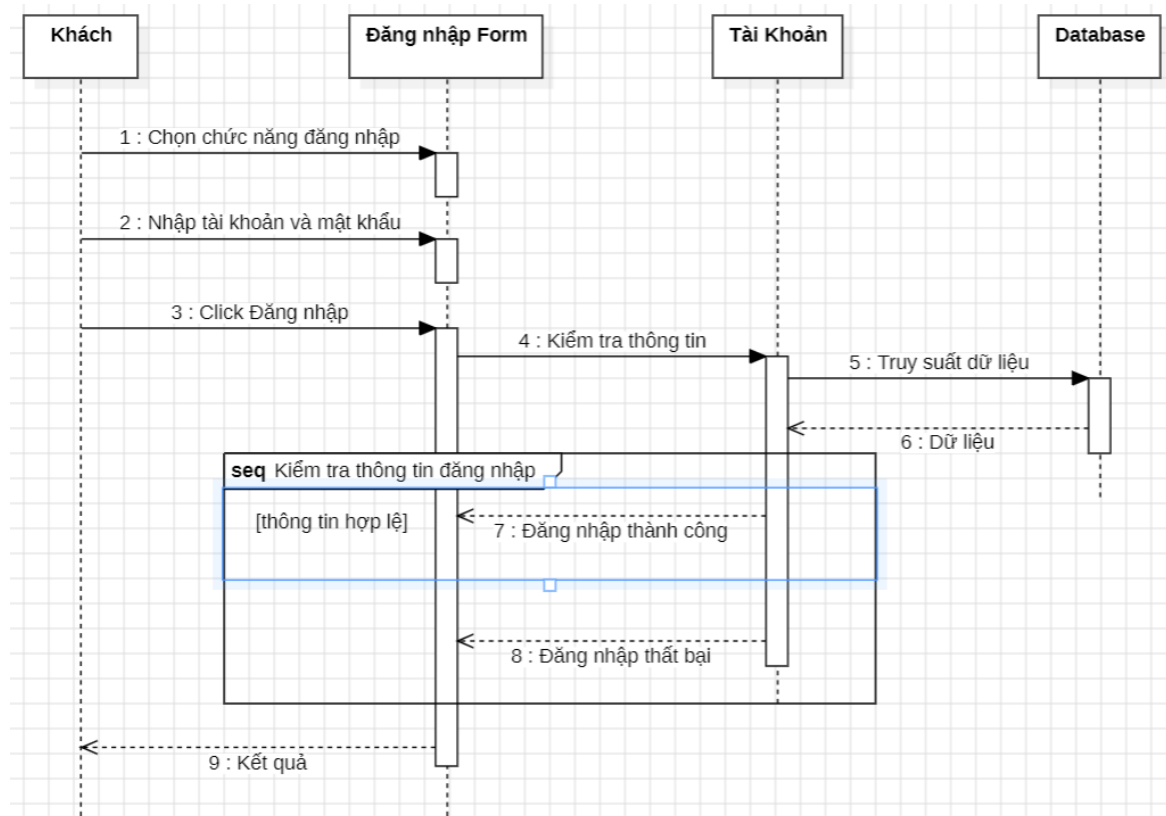 Khách
Đăng nhập Form
Tài Khoản
Database
1 : Chọn chức năng đăng nhập
2 : Nhập tài khoản và mật khẩu
3 : Click Đăng nhập
4 : Kiểm tra thông tin
5 : Truy suất dữ liệu
6 : Dữ liệu
seq Kiểm tra thông tin đăng nhập
[thông tin hợp lệ]
7 : Đăng nhập thành công
8 : Đăng nhập thất bại
9 : Kết quả